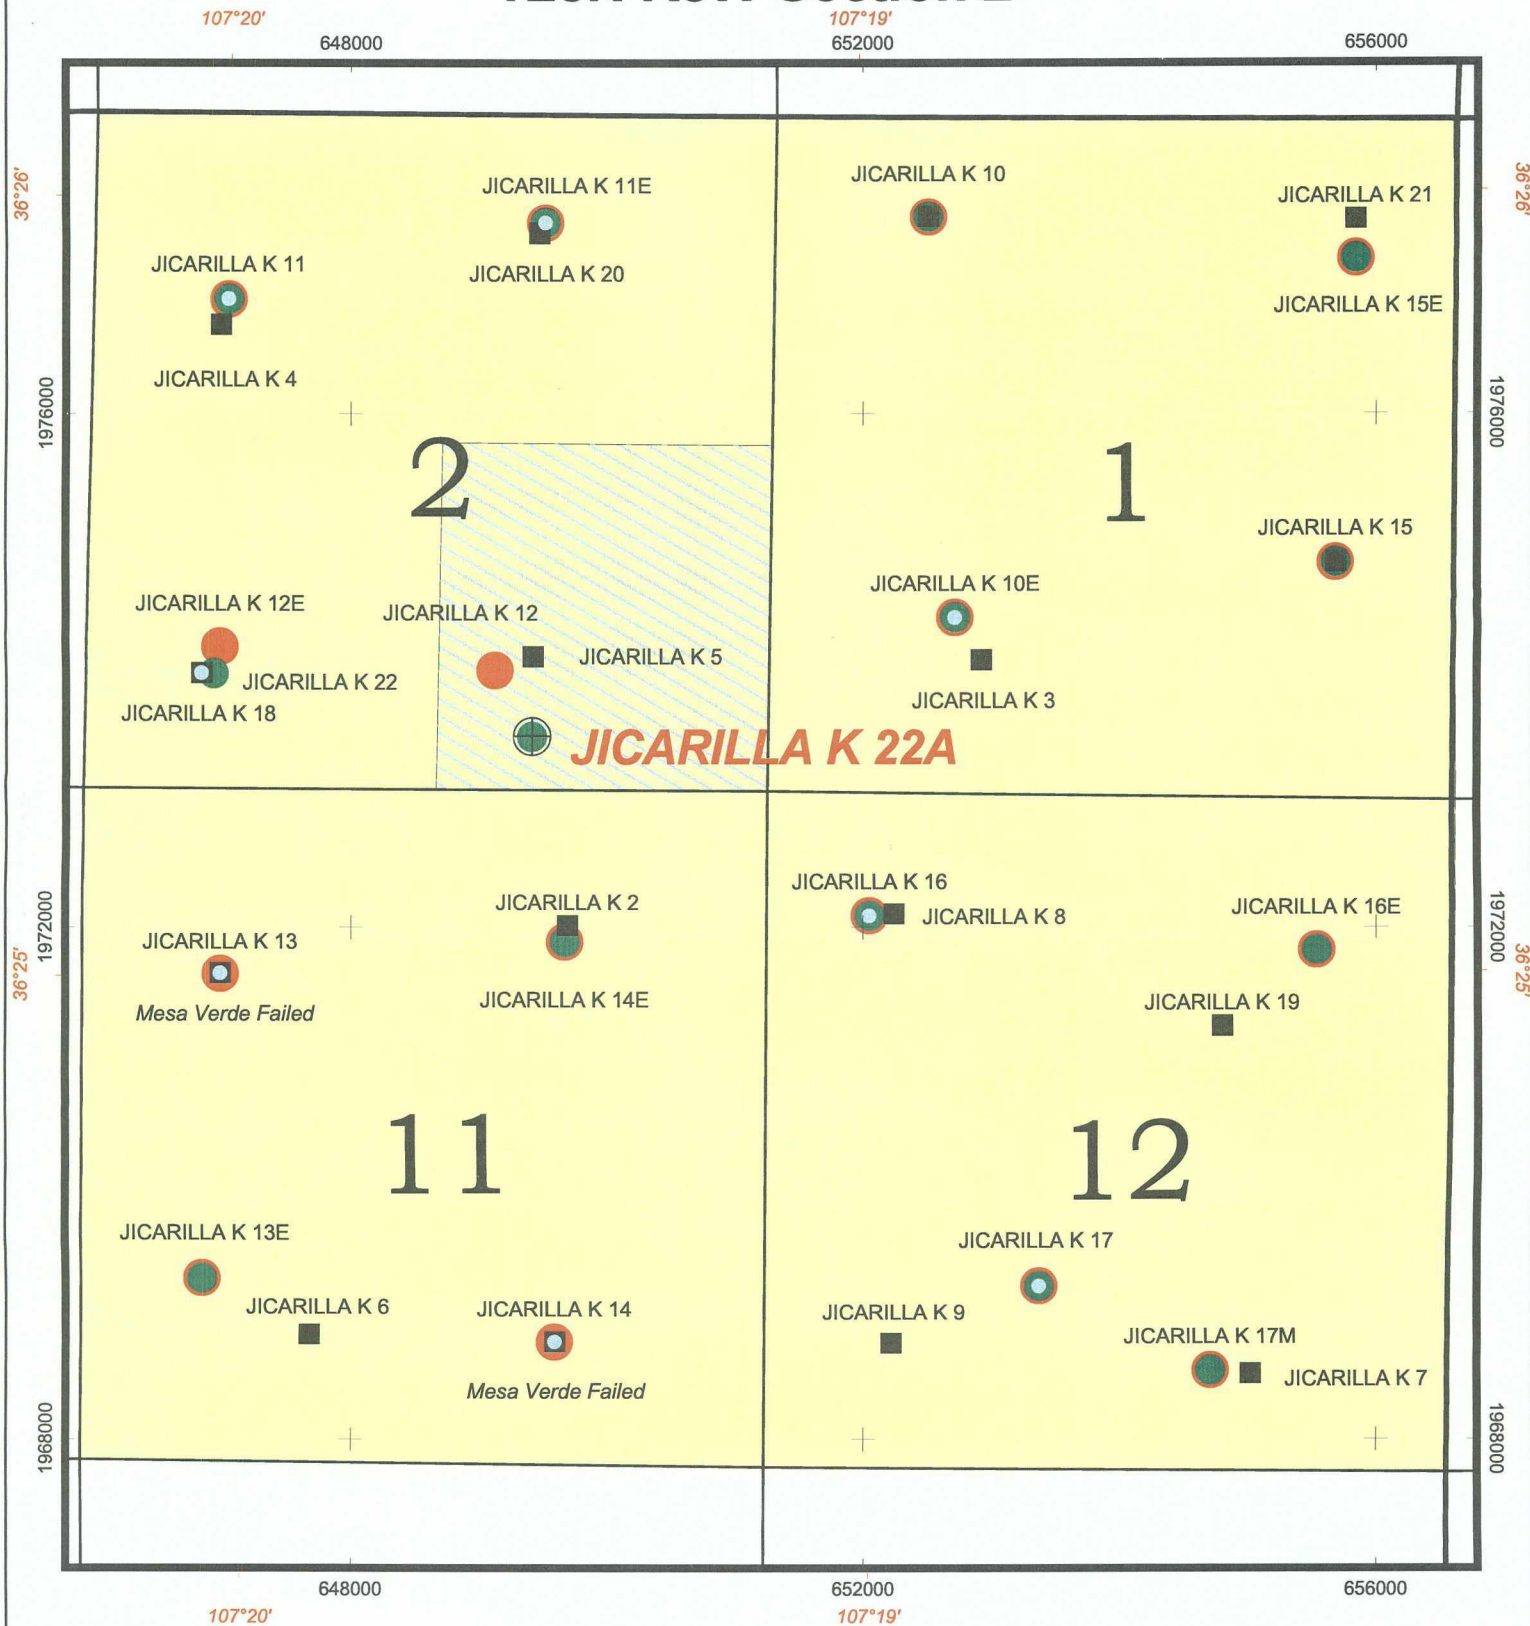 107°20'
107°19'
648000
652000
656000
36°26'
36°26'
JICARILLA K 11E
JICARILLA K 10
JICARILLA K 21
JICARILLA K 11
JICARILLA K 20
JICARILLA K 15E
JICARILLA K 4
1976000
1976000
2
1
JICARILLA K 15
JICARILLA K 12E
JICARILLA K 12
JICARILLA K 10E
JICARILLA K 5
JICARILLA K 22
JICARILLA K 3
JICARILLA K 18
JICARILLA K 22A
JICARILLA K 16
JICARILLA K 2
JICARILLA K 8
JICARILLA K 16E
1972000
1972000
JICARILLA K 13
36°25'
36°25'
JICARILLA K 14E
JICARILLA K 19
Mesa Verde Failed
11
12
JICARILLA K 13E
JICARILLA K 17
JICARILLA K 6
JICARILLA K 14
JICARILLA K 9
JICARILLA K 17M
JICARILLA K 7
Mesa Verde Failed
1968000
1968000
648000
652000
656000
107°20'
107°19'